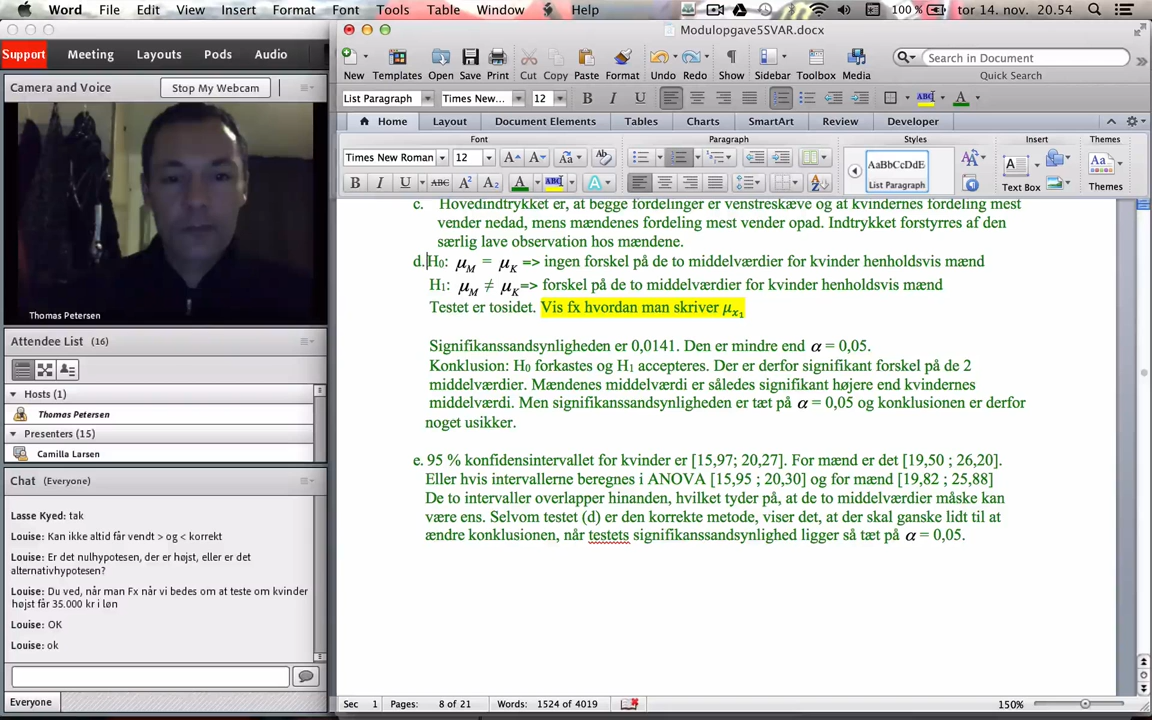 Word File Edit View Insert Format Font Tools Table Window Help 100 % tor 14. nov. 20.54
Support Meeting Layouts Pods Audio
Camera and Voice Stop My Webcam
Thomas Petersen
Attendee List (16)
Hosts (1)
Thomas Petersen
Presenters (15)
Camilla Larsen
Chat (Everyone)
Lasse Kyed: tak
Louise: Kan ikke altid får vendt > og < korrekt
Louise: Er det nulhypotesen, der er højst, eller er det
alternativhypotesen?
Louise: Du ved, når man Fx når vi bedes om at teste om kvinder
højst får 35.000 kr i løn
Louise: OK
Louise: ok
Everyone
Modulopgave5SVAR.docx
New Templates Open Save Print Cut Copy Paste Format Undo Redo Show Sidebar Toolbox Media
100%
Search in Document
Quick Search
List Paragraph Times New... 12 B I U ABC A
Home Layout Document Elements Tables Charts SmartArt Review Developer
Font Paragraph Styles Insert Themes
Times New Roman 12 A A Aa
B I U ABC A² A₂ A ABC A
AaBbCcDdE
List Paragraph
Text Box
Aa
Themes
c. Hovedindtrykket er, at begge fordelinger er venstreskæve og at kvindernes fordeling mest
vender nedad, mens mændenes fordeling mest vender opad. Indtrykket forstyrres af den
særlig lave observation hos mændene.
d. H₀: μ_M = μ_K => ingen forskel på de to middelværdier for kvinder henholdsvis mænd
H₁: μ_M ≠ μ_K=> forskel på de to middelværdier for kvinder henholdsvis mænd
Testet er tosidet. Vis fx hvordan man skriver μ_x₁
Signifikanssandsynligheden er 0,0141. Den er mindre end α = 0,05.
Konklusion: H₀ forkastes og H₁ accepteres. Der er derfor signifikant forskel på de 2
middelværdier. Mændenes middelværdi er således signifikant højere end kvindernes
middelværdi. Men signifikanssandsynligheden er tæt på α = 0,05 og konklusionen er derfor
noget usikker.
e. 95 % konfidensintervallet for kvinder er [15,97; 20,27]. For mænd er det [19,50 ; 26,20].
Eller hvis intervallerne beregnes i ANOVA [15,95 ; 20,30] og for mænd [19,82 ; 25,88]
De to intervaller overlapper hinanden, hvilket tyder på, at de to middelværdier måske kan
være ens. Selvom testet (d) er den korrekte metode, viser det, at der skal ganske lidt til at
ændre konklusionen, når testets signifikanssandsynlighed ligger så tæt på α = 0,05.
Sec 1 Pages: 8 of 21 Words: 1524 of 4019 150%